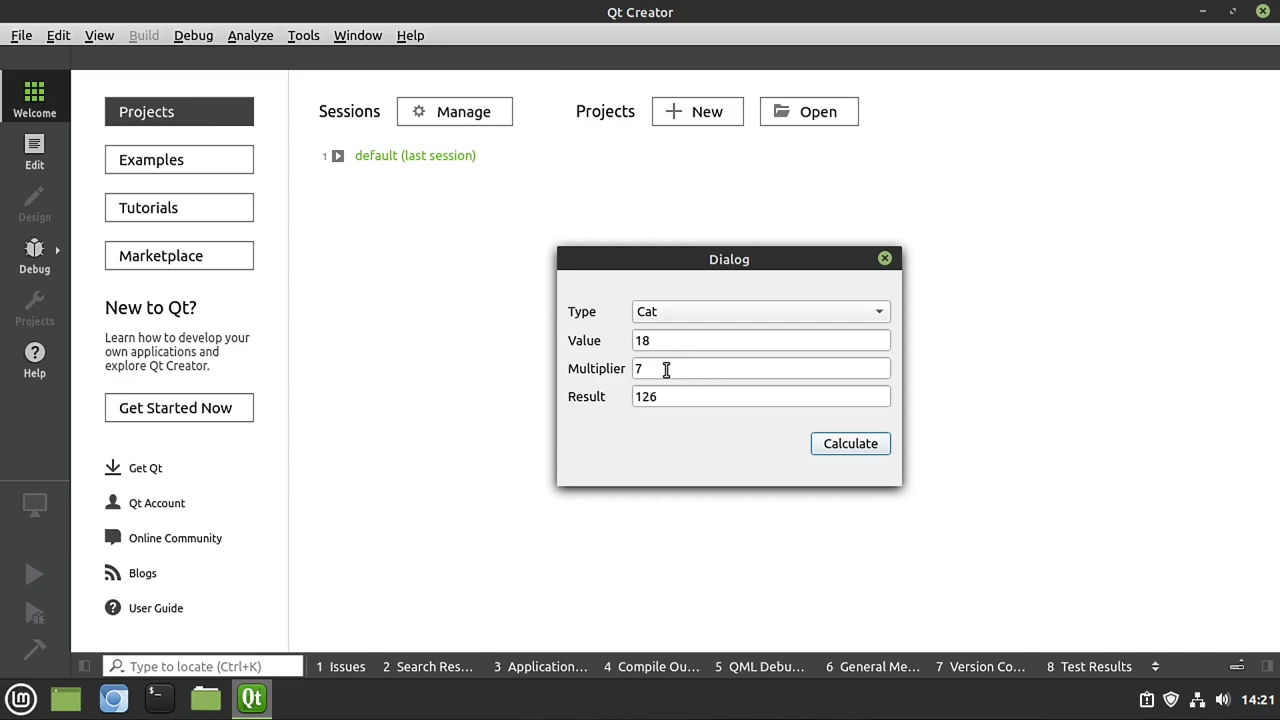 Qt Creator
File Edit View Build Debug Analyze Tools Window Help
Welcome
Edit
Design
Debug
Projects
Help
Projects
Examples
Tutorials
Marketplace
New to Qt?
Learn how to develop your
own applications and
explore Qt Creator.
Get Started Now
Get Qt
Qt Account
Online Community
Blogs
User Guide
Sessions Manage Projects New Open
1 default (last session)
Dialog
Type Cat
Value 18
Multiplier 7
Result 126
Calculate
Type to locate (Ctrl+K) 1 Issues 2 Search Res... 3 Application... 4 Compile Ou... 5 QML Debu... 6 General Me... 7 Version Co... 8 Test Results
Qt 14:21